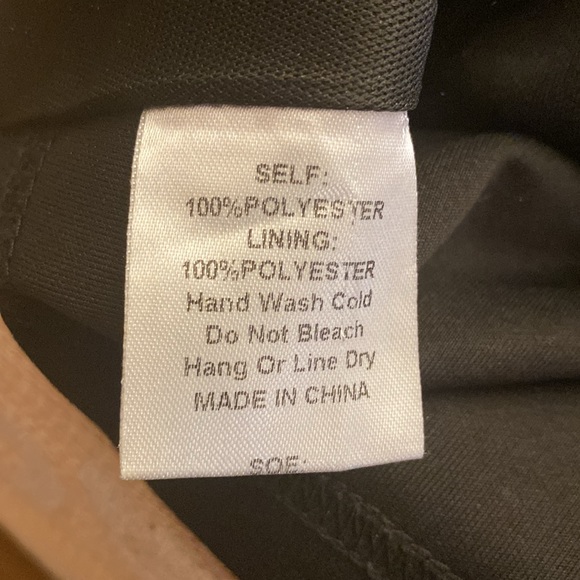 SELF:
100%POLYESTER
LINING:
100%POLYESTER
Hand Wash Cold
Do Not Bleach
Hang Or Line Dry
MADE IN CHINA
SOE: